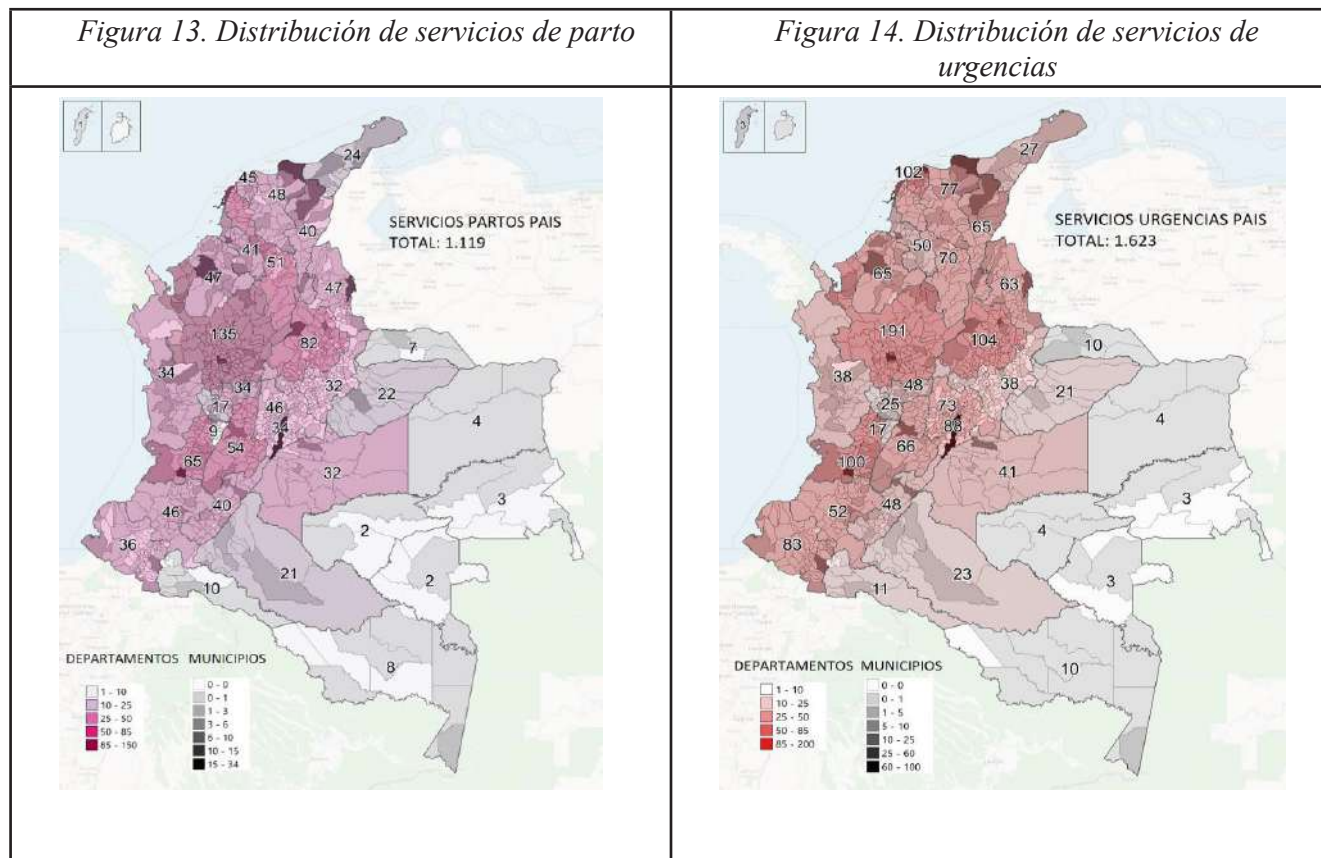 Figura 13. Distribución de servicios de parto
24
45
48
SERVICIOS PARTOS PAIS
TOTAL: 1.119
40
41
51
47
47
135
82
7
34
34
32
22
17
46
4
9
34
54
65
32
40
46
3
2
36
21
2
10
8
DEPARTAMENTOS MUNICIPIOS
1 - 10
10 - 25
25 - 50
50 - 85
85 - 150
0 - 0
0 - 1
1 - 3
3 - 6
6 - 10
10 - 15
15 - 34
Figura 14. Distribución de servicios de
urgencias
27
102
77
SERVICIOS URGENCIAS PAIS
TOTAL: 1.623
65
50
70
65
63
191
104
10
38
48
38
21
25
73
4
17
88
66
100
41
48
52
3
4
83
23
3
11
10
DEPARTAMENTOS MUNICIPIOS
1 - 10
10 - 25
25 - 50
50 - 85
85 - 200
0 - 0
0 - 1
1 - 5
5 - 10
10 - 25
25 - 60
60 - 100